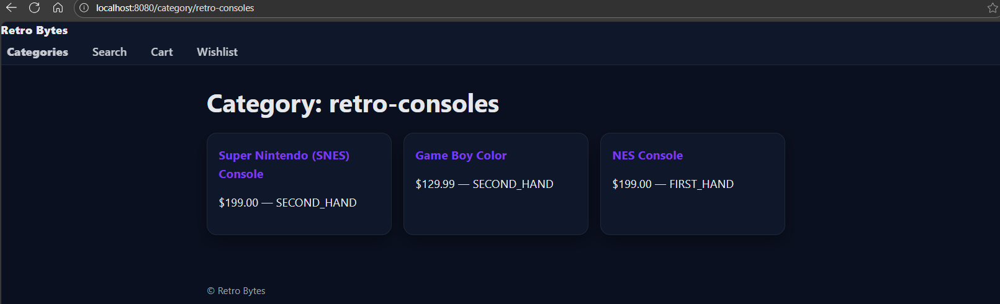 localhost:8080/category/retro-consoles
Retro Bytes
Categories Search Cart Wishlist
Category: retro-consoles
Super Nintendo (SNES)
Console
$199.00 — SECOND_HAND
Game Boy Color
$129.99 — SECOND_HAND
NES Console
$199.00 — FIRST_HAND
© Retro Bytes